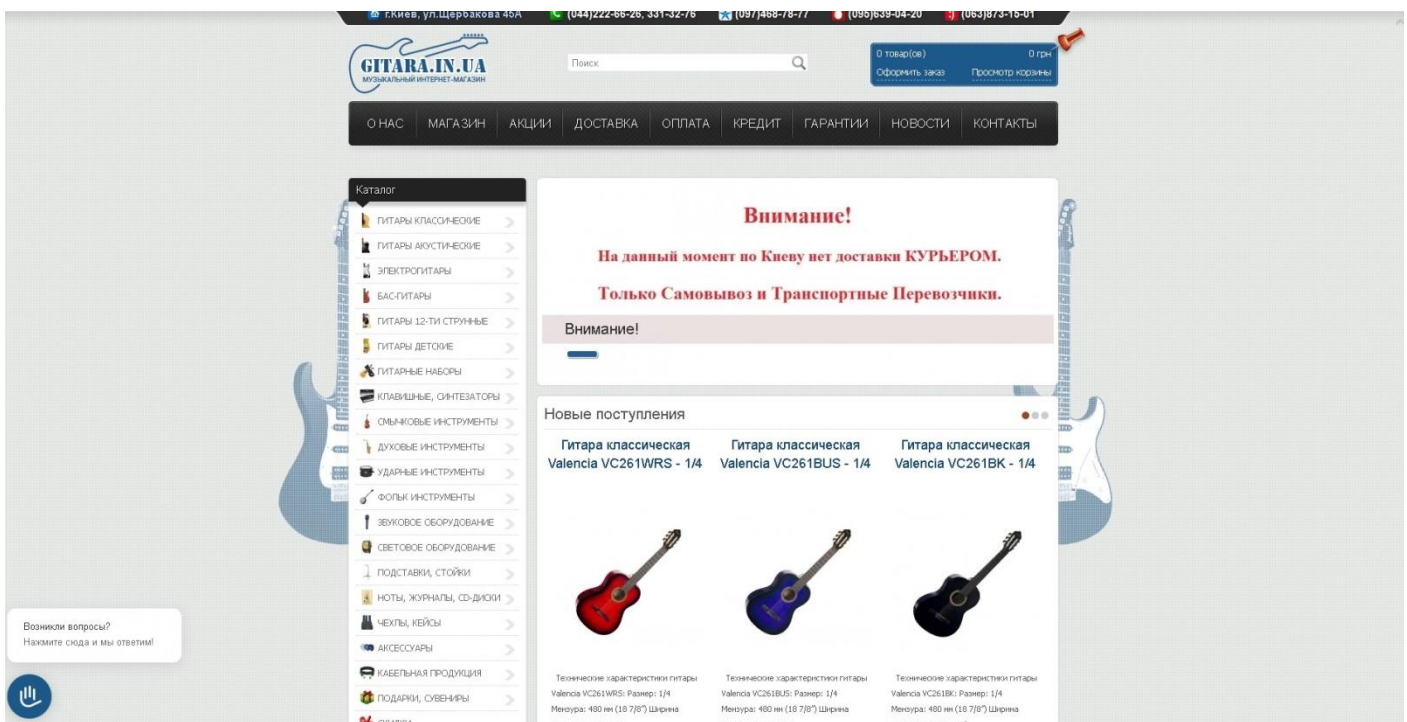 г.Киев, ул.Щербакова 45А
(044)222-66-26, 331-32-76
(097)468-78-77
(095)639-04-20
(063)873-15-01
GITARA.IN.UA
МУЗЫКАЛЬНЫЙ ИНТЕРНЕТ-МАГАЗИН
Поиск
0 товар(ов) 0 грн
Оформить заказ Просмотр корзины
О НАС МАГАЗИН АКЦИИ ДОСТАВКА ОПЛАТА КРЕДИТ ГАРАНТИИ НОВОСТИ КОНТАКТЫ
Каталог
ГИТАРЫ КЛАССИЧЕСКИЕ
ГИТАРЫ АКУСТИЧЕСКИЕ
ЭЛЕКТРОГИТАРЫ
БАС-ГИТАРЫ
ГИТАРЫ 12-ТИ СТРУННЫЕ
ГИТАРЫ ДЕТСКИЕ
ГИТАРНЫЕ НАБОРЫ
КЛАВИШНЫЕ, СИНТЕЗАТОРЫ
СМЫЧКОВЫЕ ИНСТРУМЕНТЫ
ДУХОВЫЕ ИНСТРУМЕНТЫ
УДАРНЫЕ ИНСТРУМЕНТЫ
ФОЛЬК ИНСТРУМЕНТЫ
ЗВУКОВОЕ ОБОРУДОВАНИЕ
СВЕТОВОЕ ОБОРУДОВАНИЕ
ПОДСТАВКИ, СТОЙКИ
НОТЫ, ЖУРНАЛЫ, CD-ДИСКИ
ЧЕХЛЫ, КЕЙСЫ
АКСЕССУАРЫ
КАБЕЛЬНАЯ ПРОДУКЦИЯ
ПОДАРКИ, СУВЕНИРЫ
Внимание!
На данный момент по Киеву нет доставки КУРЬЕРОМ.
Только Самовывоз и Транспортные Перевозчики.
Внимание!
Новые поступления
Гитара классическая
Valencia VC261WRS - 1/4
Гитара классическая
Valencia VC261BUS - 1/4
Гитара классическая
Valencia VC261BK - 1/4
Технические характеристики гитары
Valencia VC261WRS: Размер: 1/4
Мензура: 480 мм (18 7/8") Ширина
Технические характеристики гитары
Valencia VC261BUS: Размер: 1/4
Мензура: 480 мм (18 7/8") Ширина
Технические характеристики гитары
Valencia VC261BK: Размер: 1/4
Мензура: 480 мм (18 7/8") Ширина
Возникли вопросы?
Нажмите сюда и мы ответим!